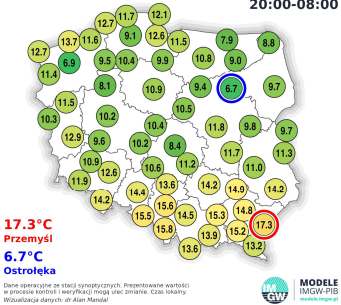 20:00-08:00
12.7 11.7 12.1
12.7 13.7 11.6 9.1 12.6 11.5 7.9 8.8
11.4 6.9 9.5 10.4 9.9 10.8 9.0
8.1 10.9 9.4 6.7 9.7
11.5 10.5
10.3 10.2 10.4 11.8 9.8 9.7
12.9 9.6 10.2 8.4 11.7 11.3
10.9 10.6 11.2 11.0
11.9 12.6 14.4 13.6 14.2 14.9 14.2
14.2 15.6
15.5 14.5 15.3 14.8 17.3
15.8 13.9 15.2
13.6 13.2
17.3°C
Przemyśl
6.7°C
Ostrołęka
Dane operacyjne ze stacji synoptycznych. Prezentowane wartości
w procesie kontroli i weryfikacji mogą ulec zmianie. Czas lokalny.
Wizualizacja danych: dr Alan Mandal
IM
GW
MODELE
IMGW-PIB
modele.imgw.pl